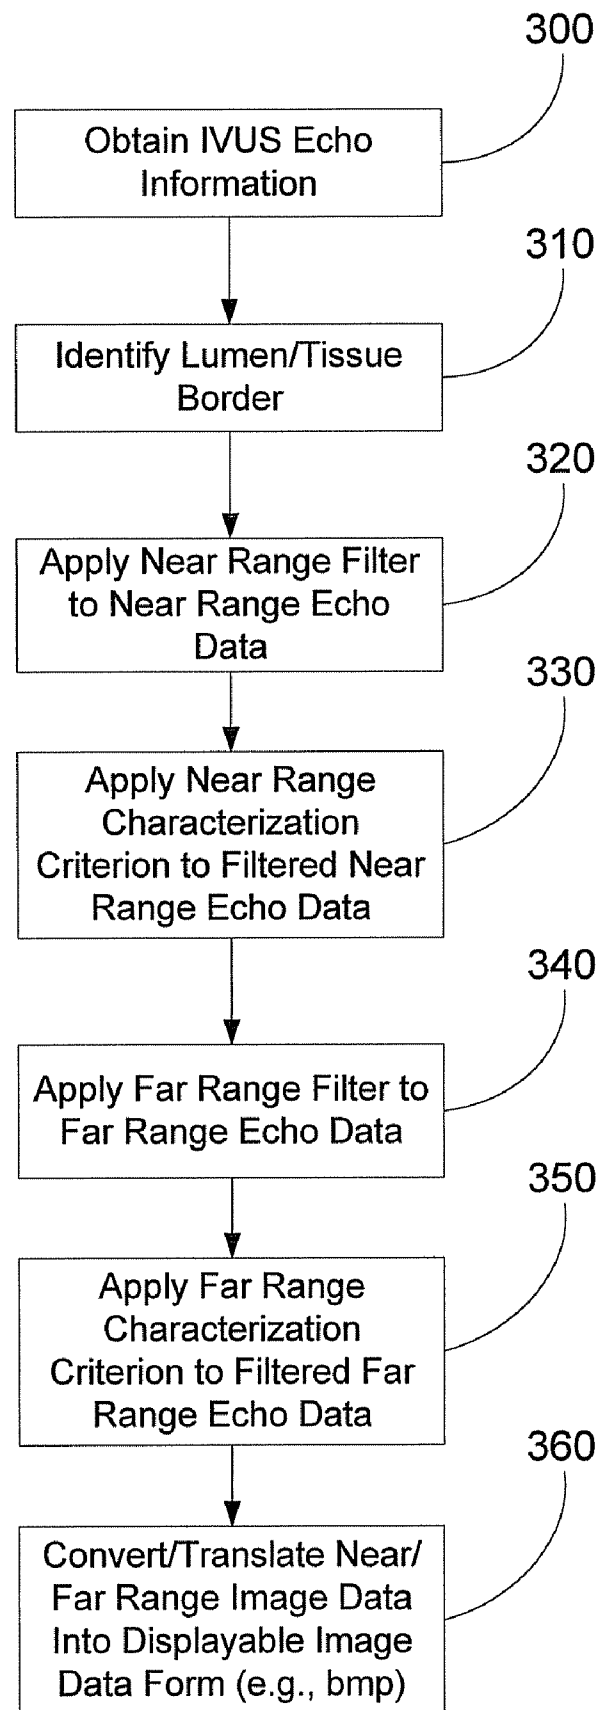 300
Obtain IVUS Echo
Information
310
Identify Lumen/Tissue
Border
320
Apply Near Range Filter
to Near Range Echo
Data
330
Apply Near Range
Characterization
Criterion to Filtered Near
Range Echo Data
340
Apply Far Range Filter to
Far Range Echo Data
350
Apply Far Range
Characterization
Criterion to Filtered Far
Range Echo Data
360
Convert/Translate Near/
Far Range Image Data
Into Displayable Image
Data Form (e.g., bmp)